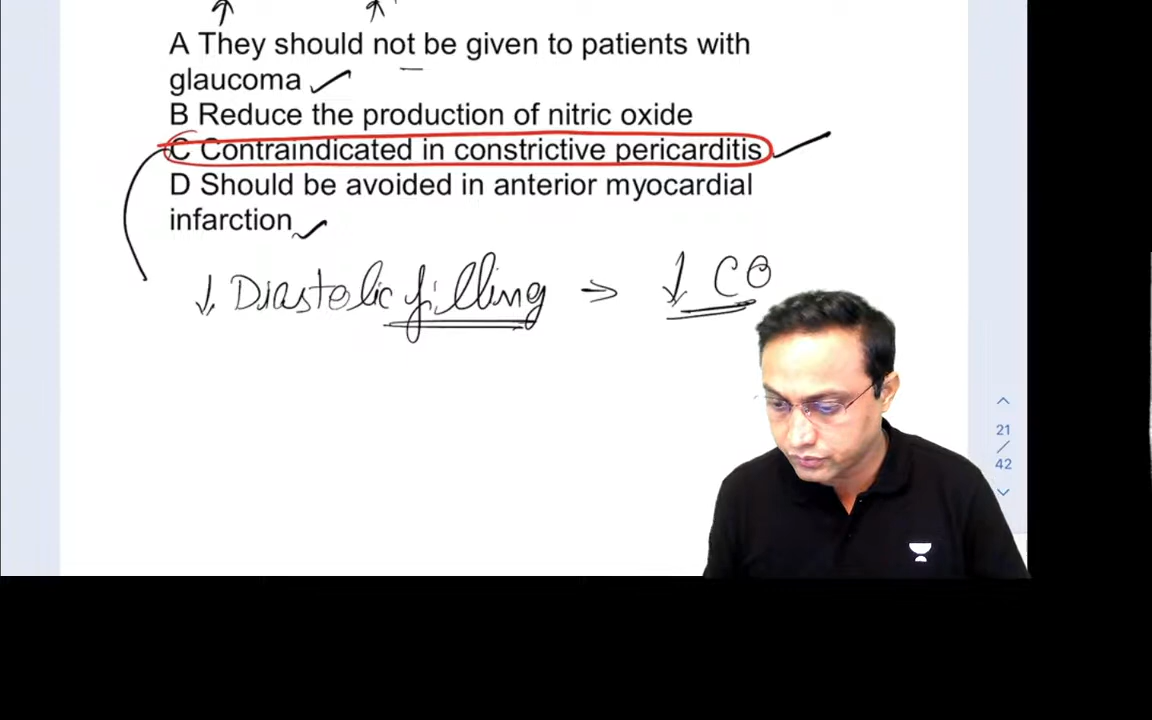 A They should not be given to patients with
glaucoma
B Reduce the production of nitric oxide
C Contraindicated in constrictive pericarditis
D Should be avoided in anterior myocardial
infarction
↓ Diastolic filling → ↓ CO
21
/
42